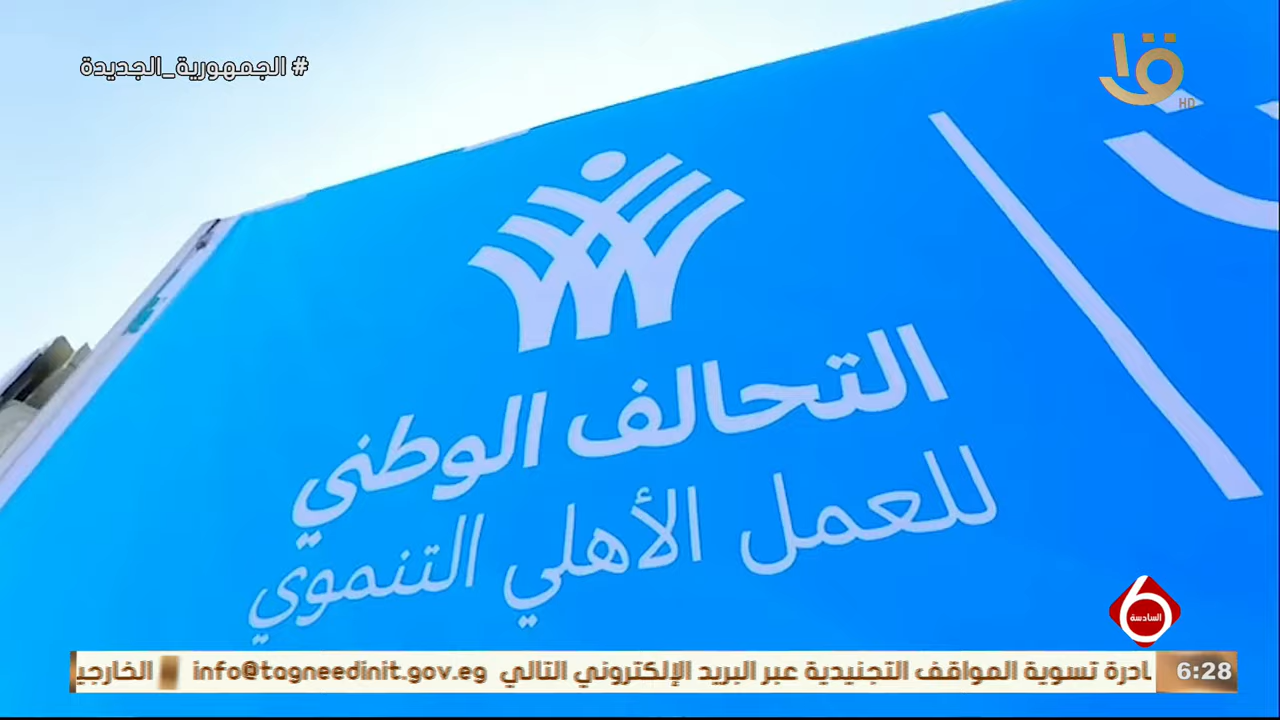 # الجمهورية_الجديدة
HD
التحالف الوطني
للعمل الأهلي التنموي
السادسة
6:28
ادرة تسوية المواقف التجنيدية عبر البريد الإلكتروني التالي info@tagneedinit.gov.eg الخارجي